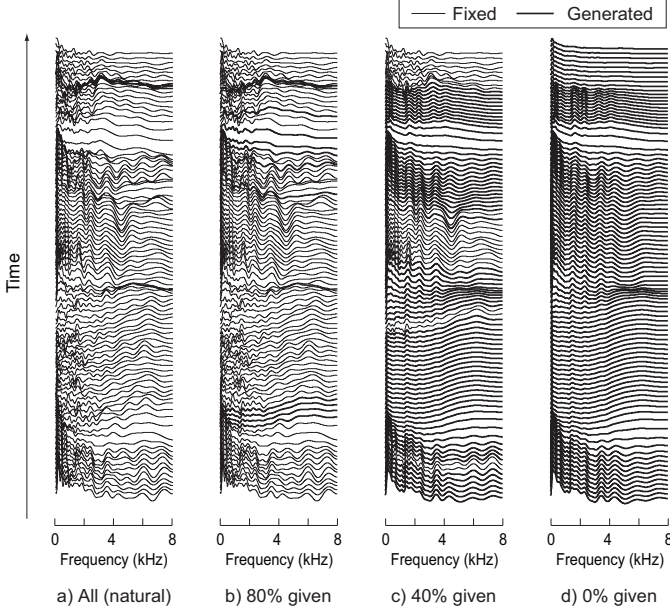 Fixed Generated
Time
0 4 8 0 4 8 0 4 8 0 4 8
Frequency (kHz) Frequency (kHz) Frequency (kHz) Frequency (kHz)
a) All (natural) b) 80% given c) 40% given d) 0% given